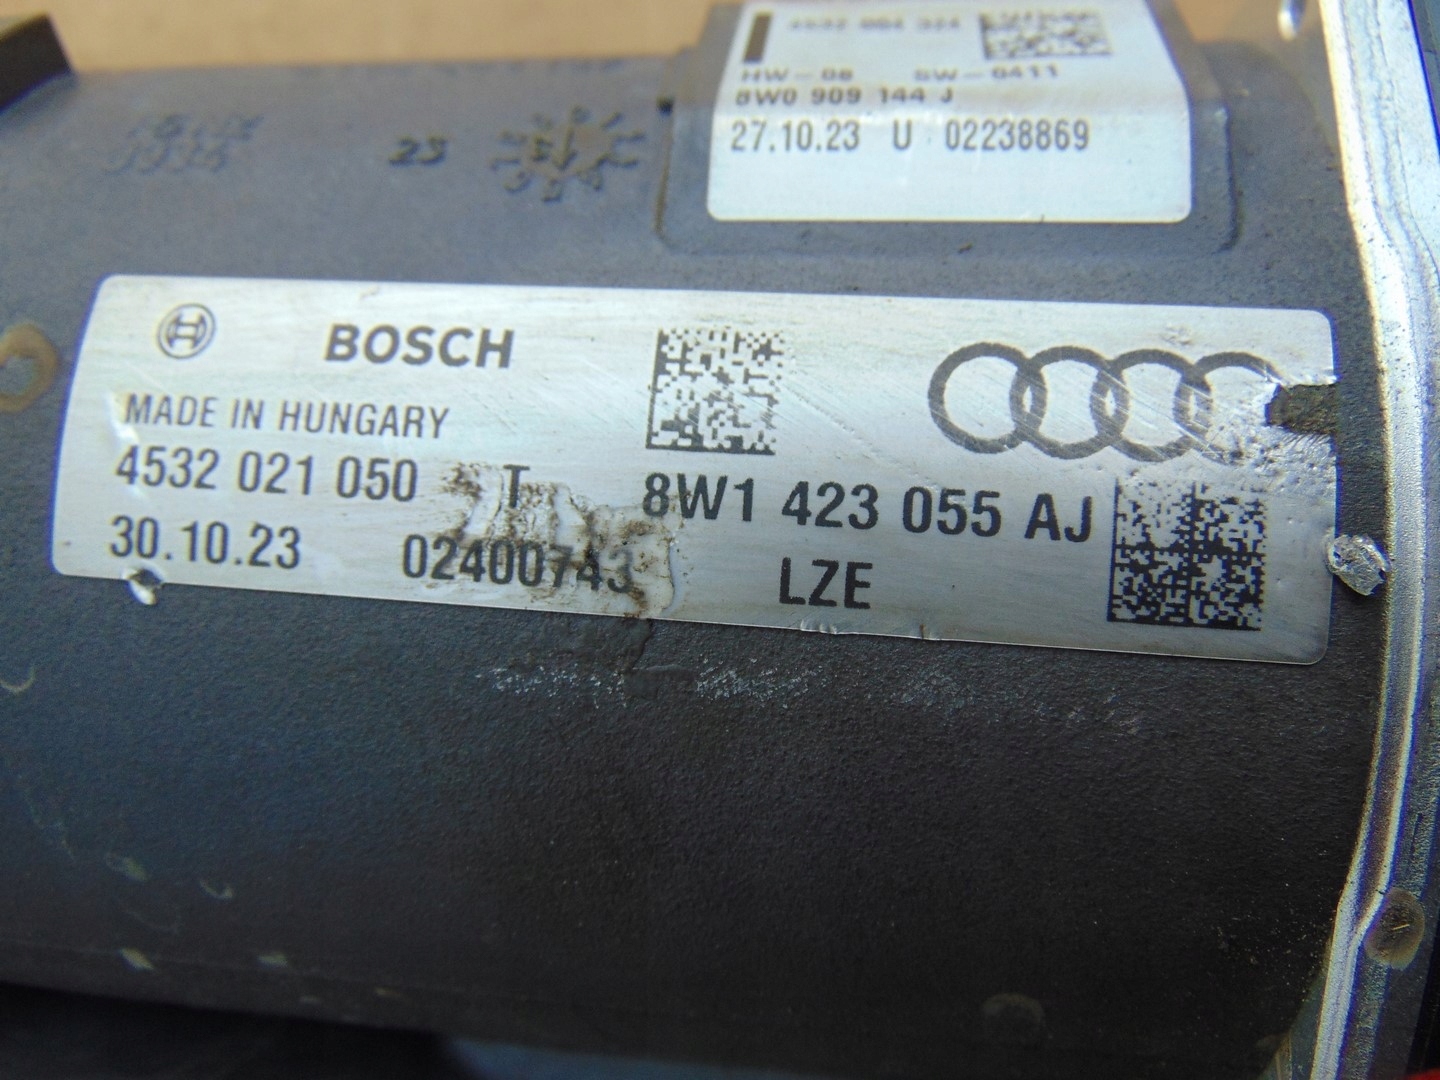 HW-08 SW-0411
8W0 909 144 J
27.10.23 U 02238869
23
BOSCH
MADE IN HUNGARY
4532 021 050 T 8W1 423 055 AJ
30.10.23 02400743 LZE